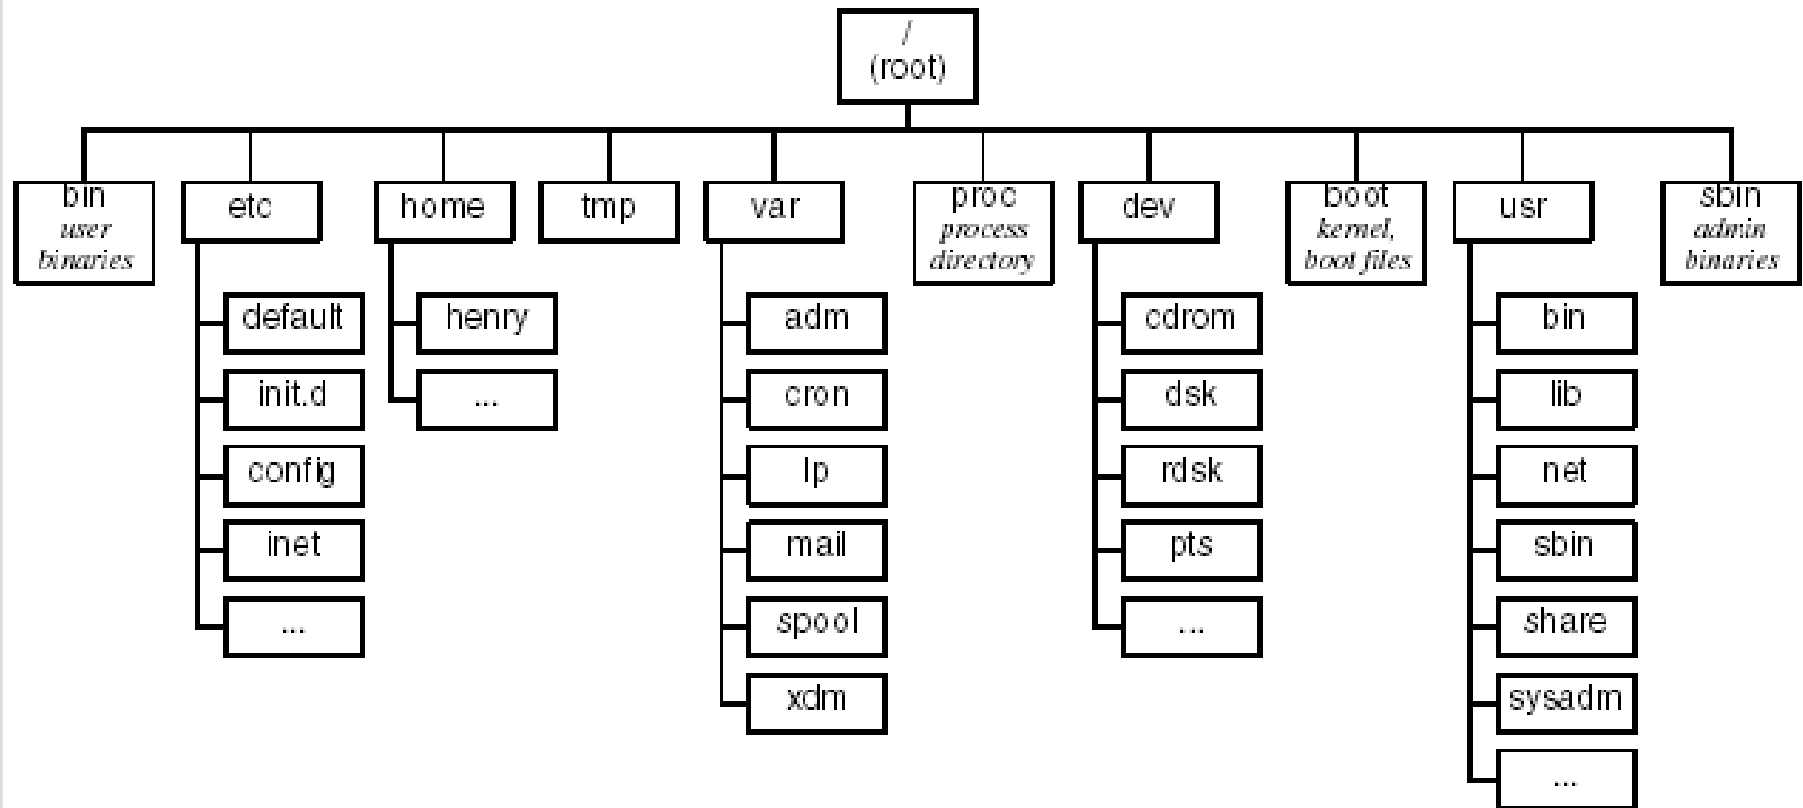 /
(root)
bin
user
binaries
etc
home
tmp
var
proc
process
directory
dev
boot
kernel,
boot files
usr
sbin
admin
binaries
default
init.d
config
inet
...
henry
...
adm
cron
lp
mail
spool
xdm
cdrom
dsk
rdsk
pts
...
bin
lib
net
sbin
share
sysadm
...